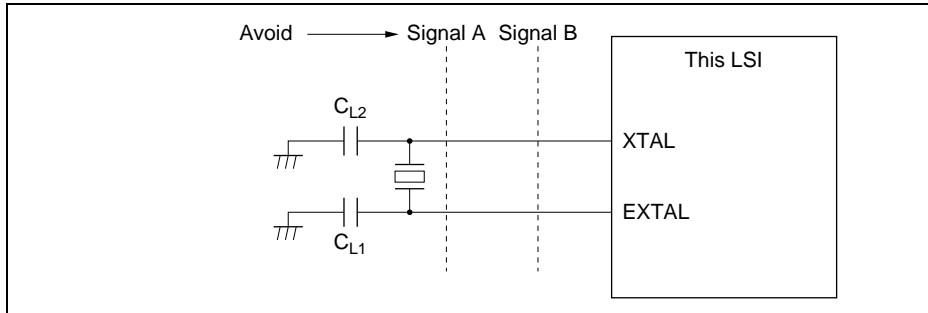 Avoid Signal A Signal B
This LSI
CL2
XTAL
EXTAL
CL1